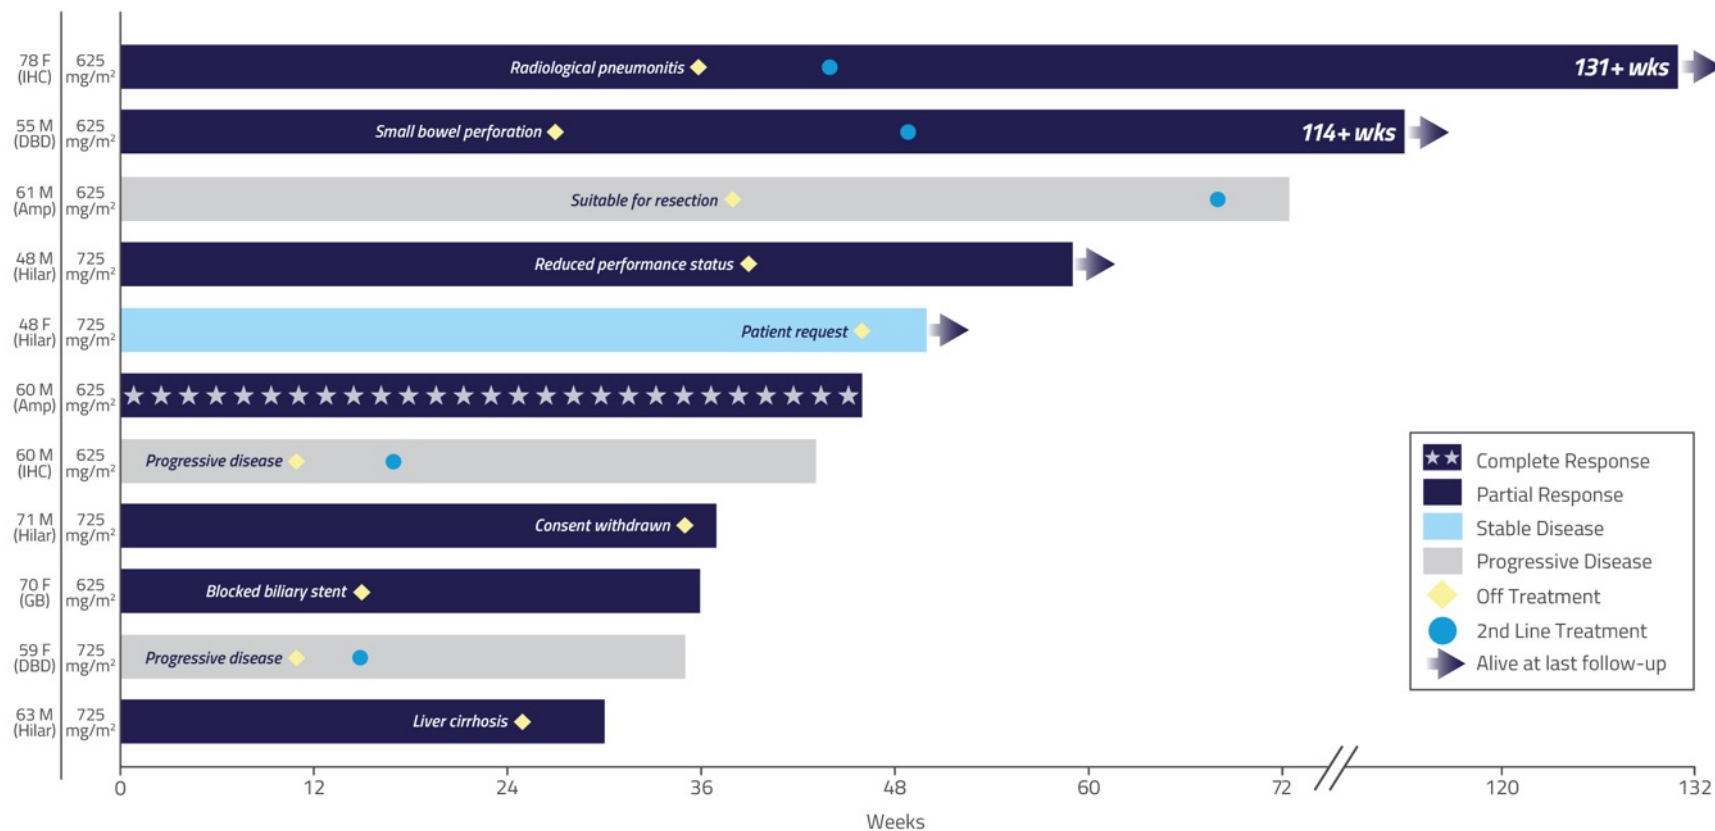 78 F
(IHC)
625
mg/m²
Radiological pneumonitis
131+ wks
55 M
(DBD)
625
mg/m²
Small bowel perforation
114+ wks
61 M
(Amp)
625
mg/m²
Suitable for resection
48 M
(Hilar)
725
mg/m²
Reduced performance status
48 F
(Hilar)
725
mg/m²
Patient request
60 M
(Amp)
625
mg/m²
60 M
(IHC)
625
mg/m²
Progressive disease
71 M
(Hilar)
725
mg/m²
Consent withdrawn
70 F
(GB)
625
mg/m²
Blocked biliary stent
59 F
(DBD)
725
mg/m²
Progressive disease
63 M
(Hilar)
725
mg/m²
Liver cirrhosis
Complete Response
Partial Response
Stable Disease
Progressive Disease
Off Treatment
2nd Line Treatment
Alive at last follow-up
0 12 24 36 48 60 72 120 132
Weeks